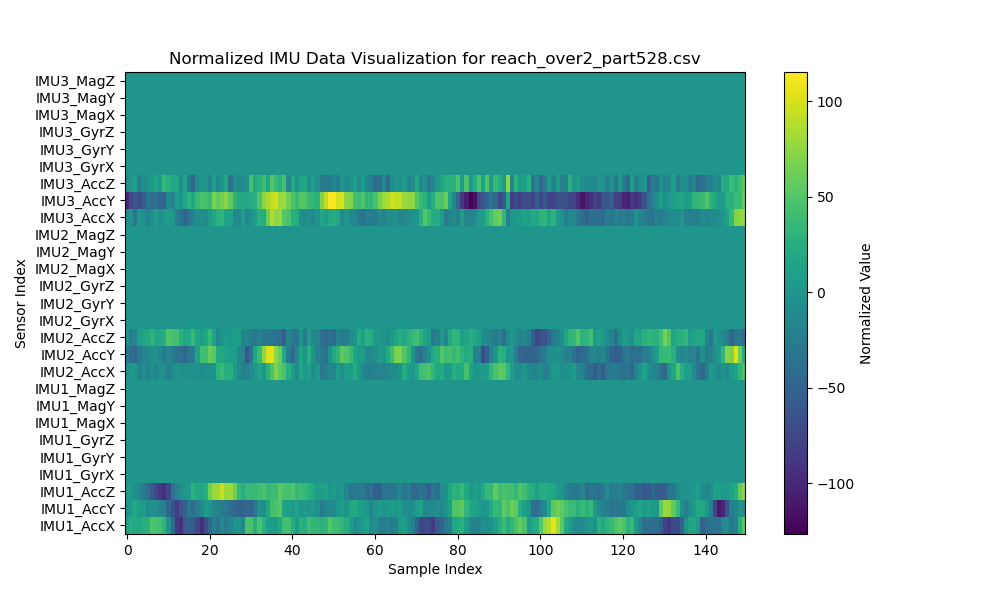 Normalized IMU Data Visualization for reach_over2_part528.csv
IMU3_MagZ
IMU3_MagY
IMU3_MagX
IMU3_GyrZ
IMU3_GyrY
IMU3_GyrX
IMU3_AccZ
IMU3_AccY
IMU3_AccX
IMU2_MagZ
IMU2_MagY
IMU2_MagX
IMU2_GyrZ
IMU2_GyrY
IMU2_GyrX
IMU2_AccZ
IMU2_AccY
IMU2_AccX
IMU1_MagZ
IMU1_MagY
IMU1_MagX
IMU1_GyrZ
IMU1_GyrY
IMU1_GyrX
IMU1_AccZ
IMU1_AccY
IMU1_AccX
Sensor Index
0 20 40 60 80 100 120 140
Sample Index
100
50
0
−50
−100
Normalized Value